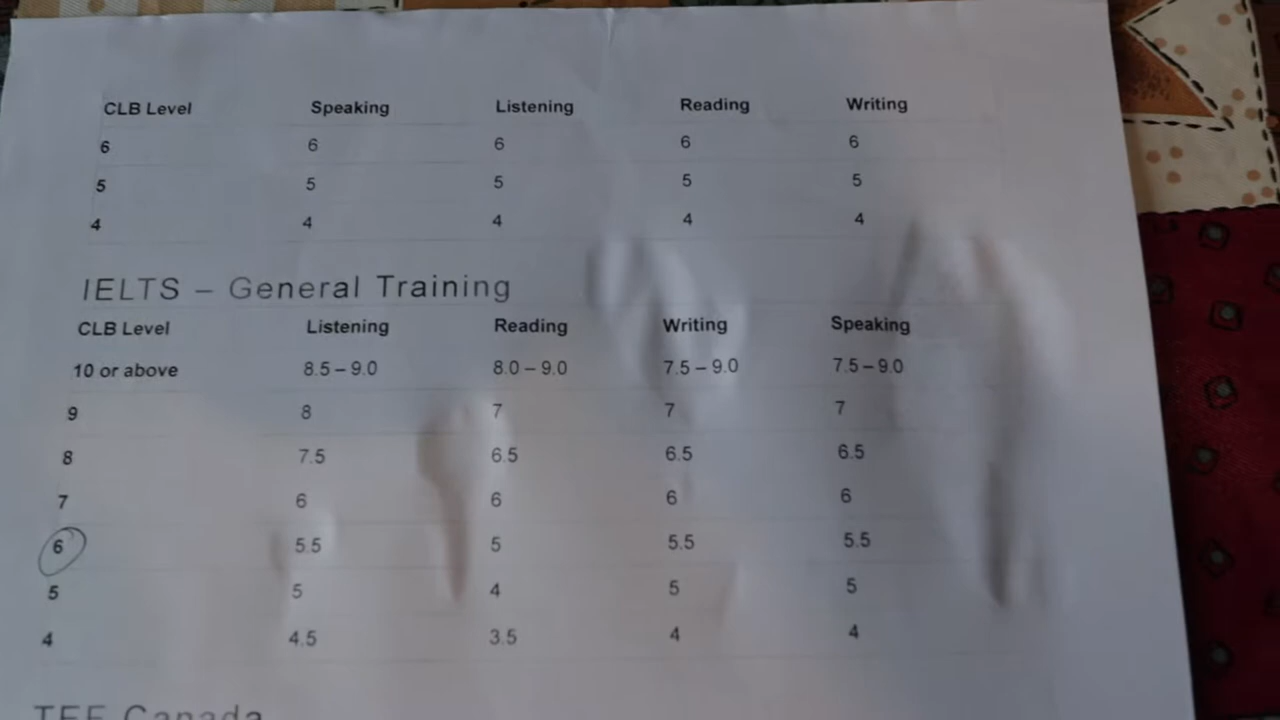 CLB Level Speaking Listening Reading Writing
6 6 6 6 6
5 5 5 5 5
4 4 4 4 4
IELTS – General Training
CLB Level Listening Reading Writing Speaking
10 or above 8.5 – 9.0 8.0 – 9.0 7.5 – 9.0 7.5 – 9.0
9 8 7 7 7
8 7.5 6.5 6.5 6.5
7 6 6 6 6
6 5.5 5 5.5 5.5
5 5 4 5 5
4 4.5 3.5 4 4
TEF Canada